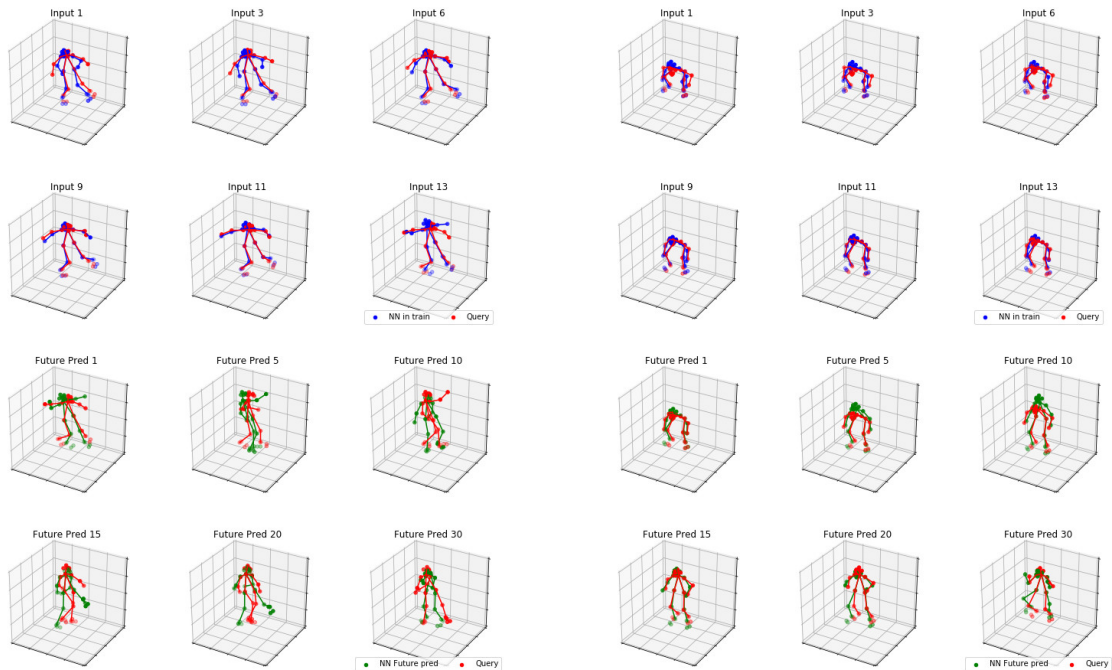 Input 1 Input 3 Input 6 Input 1 Input 3 Input 6
Input 9 Input 11 Input 13 Input 9 Input 11 Input 13
NN in train Query NN in train Query
Future Pred 1 Future Pred 5 Future Pred 10 Future Pred 1 Future Pred 5 Future Pred 10
Future Pred 15 Future Pred 20 Future Pred 30 Future Pred 15 Future Pred 20 Future Pred 30
NN Future pred Query NN Future pred Query